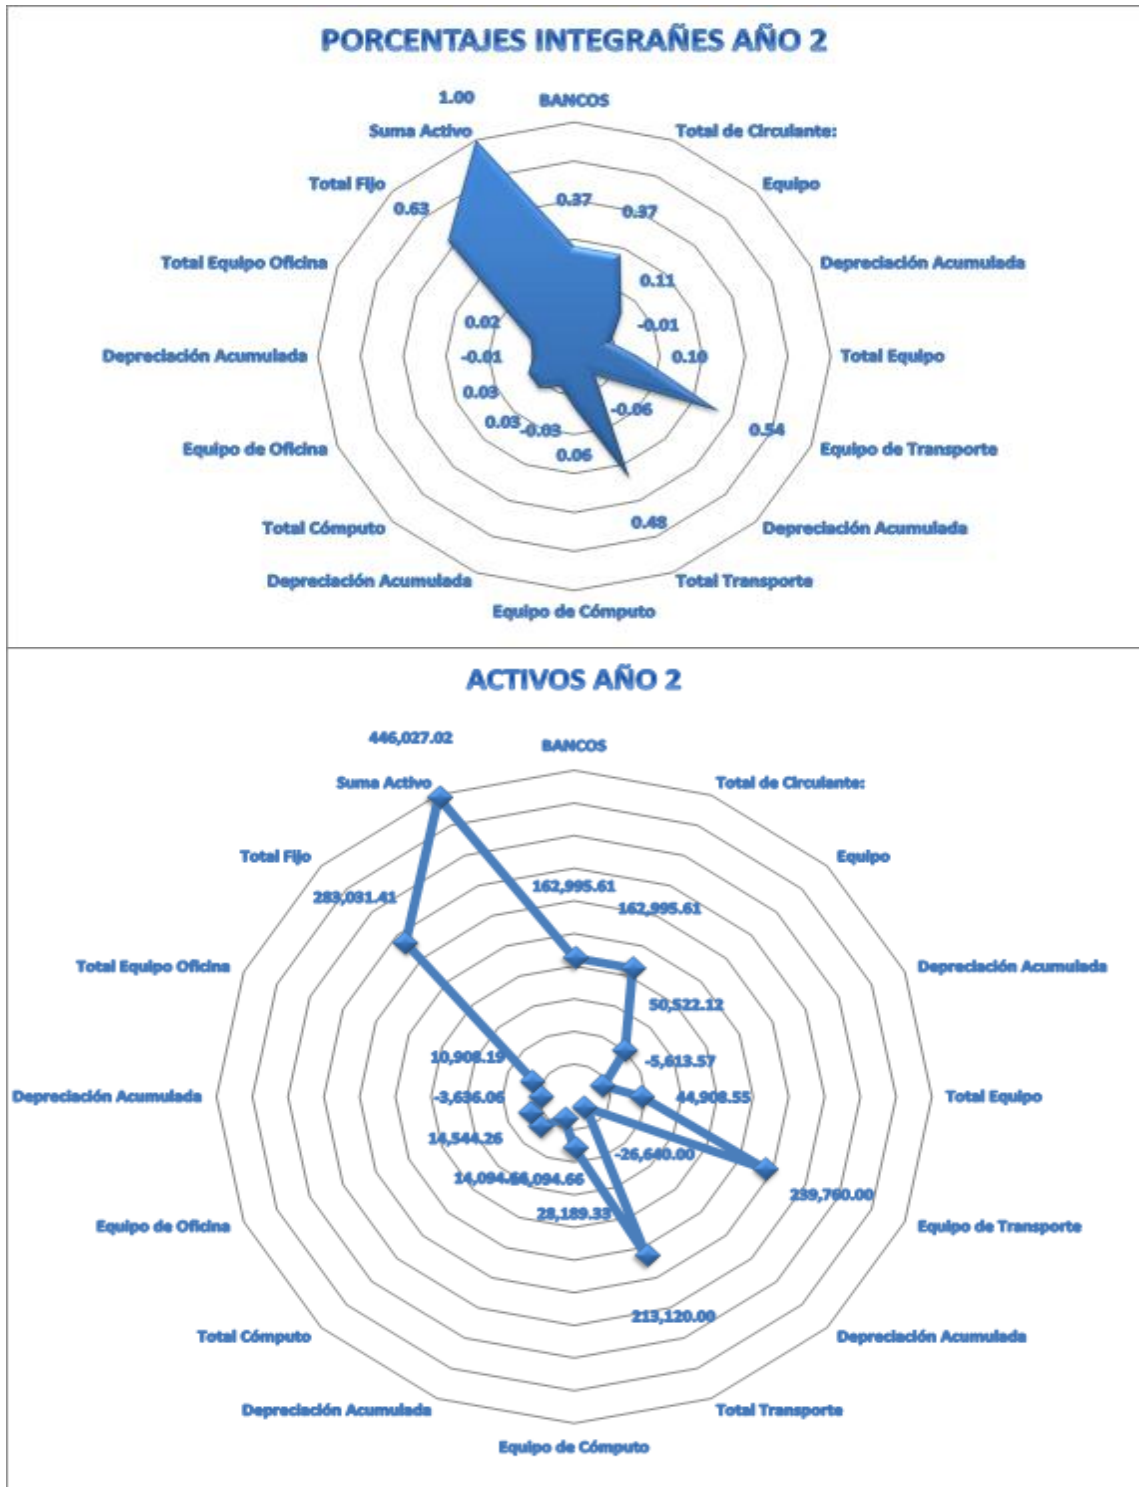 PORCENTAJES INTEGRAÑES AÑO 2
1.00
BANCOS
Suma Activo
Total de Circulante:
Total Fijo
Equipo
0.63
0.37
0.37
Total Equipo Oficina
Depreciación Acumulada
0.11
0.02
-0.01
Depreciación Acumulada
-0.01
0.10
Total Equipo
0.03
-0.06
0.03
-0.03
0.54
Equipo de Oficina
0.06
Equipo de Transporte
Total Cómputo
0.48
Depreciación Acumulada
Depreciación Acumulada
Total Transporte
Equipo de Cómputo
ACTIVOS AÑO 2
446,027.02
BANCOS
Suma Activo
Total de Circulante:
Total Fijo
Equipo
283,031.41
162,995.61
162,995.61
Total Equipo Oficina
Depreciación Acumulada
50,522.12
10,908.19
-5,613.57
Depreciación Acumulada
-3,636.06
44,908.55
Total Equipo
14,544.26
-26,640.00
14,094.66
239,760.00
28,189.33
Equipo de Oficina
Equipo de Transporte
213,120.00
Total Cómputo
Depreciación Acumulada
Depreciación Acumulada
Total Transporte
Equipo de Cómputo